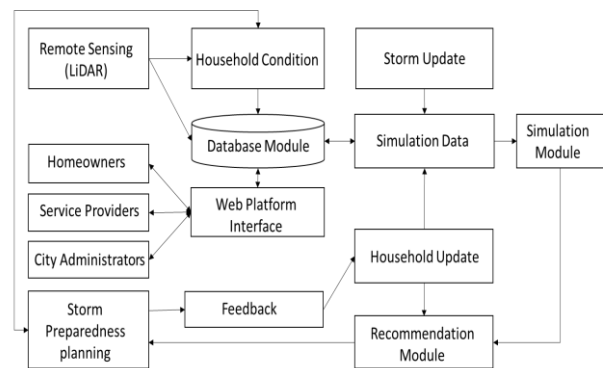 Remote Sensing
(LiDAR)
Household Condition
Storm Update
Database Module
Simulation Data
Simulation
Module
Homeowners
Service Providers
City Administrators
Web Platform
Interface
Household Update
Storm
Preparedness
planning
Feedback
Recommendation
Module